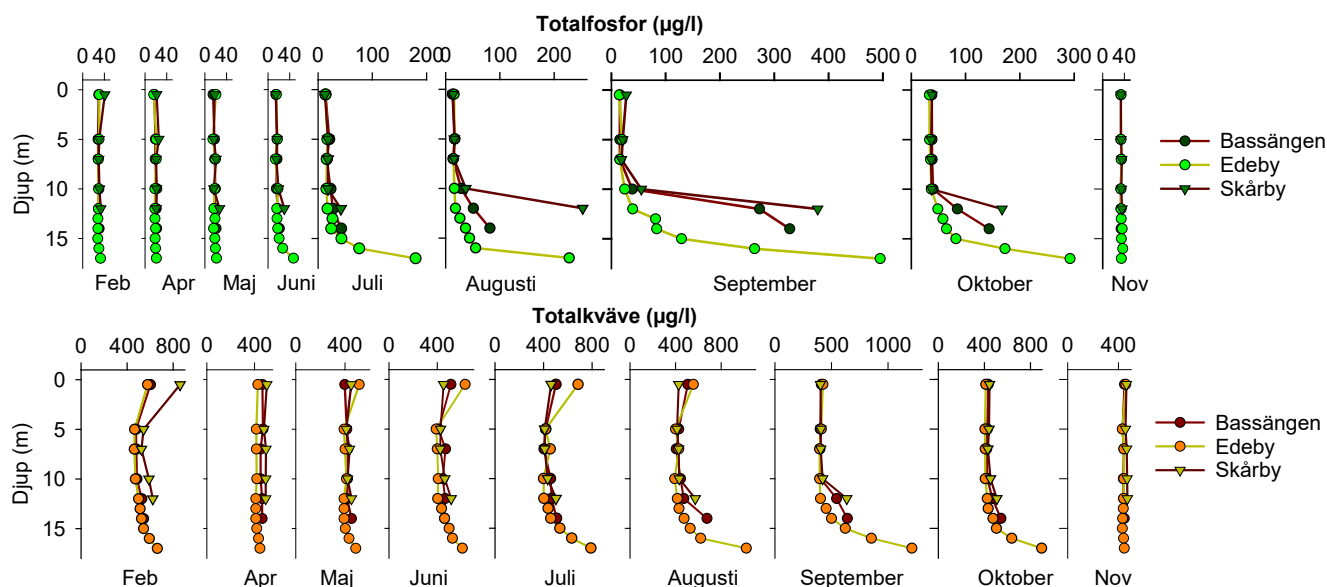 Totalfosfor (µg/l)
0 40 0 40 0 40 0 40 0 100 200 0 100 200 0 100 200 300 400 500 0 100 200 300 0 40
Djup (m)
0
5
10
15
Bassängen
Edeby
Skårby
Feb Apr Maj Juni Juli Augusti September Oktober Nov
Totalkväve (µg/l)
0 400 800 0 400 0 400 0 400 0 400 800 0 400 800 0 500 1000 0 400 800 0 400
Djup (m)
0
5
10
15
Bassängen
Edeby
Skårby
Feb Apr Maj Juni Juli Augusti September Oktober Nov